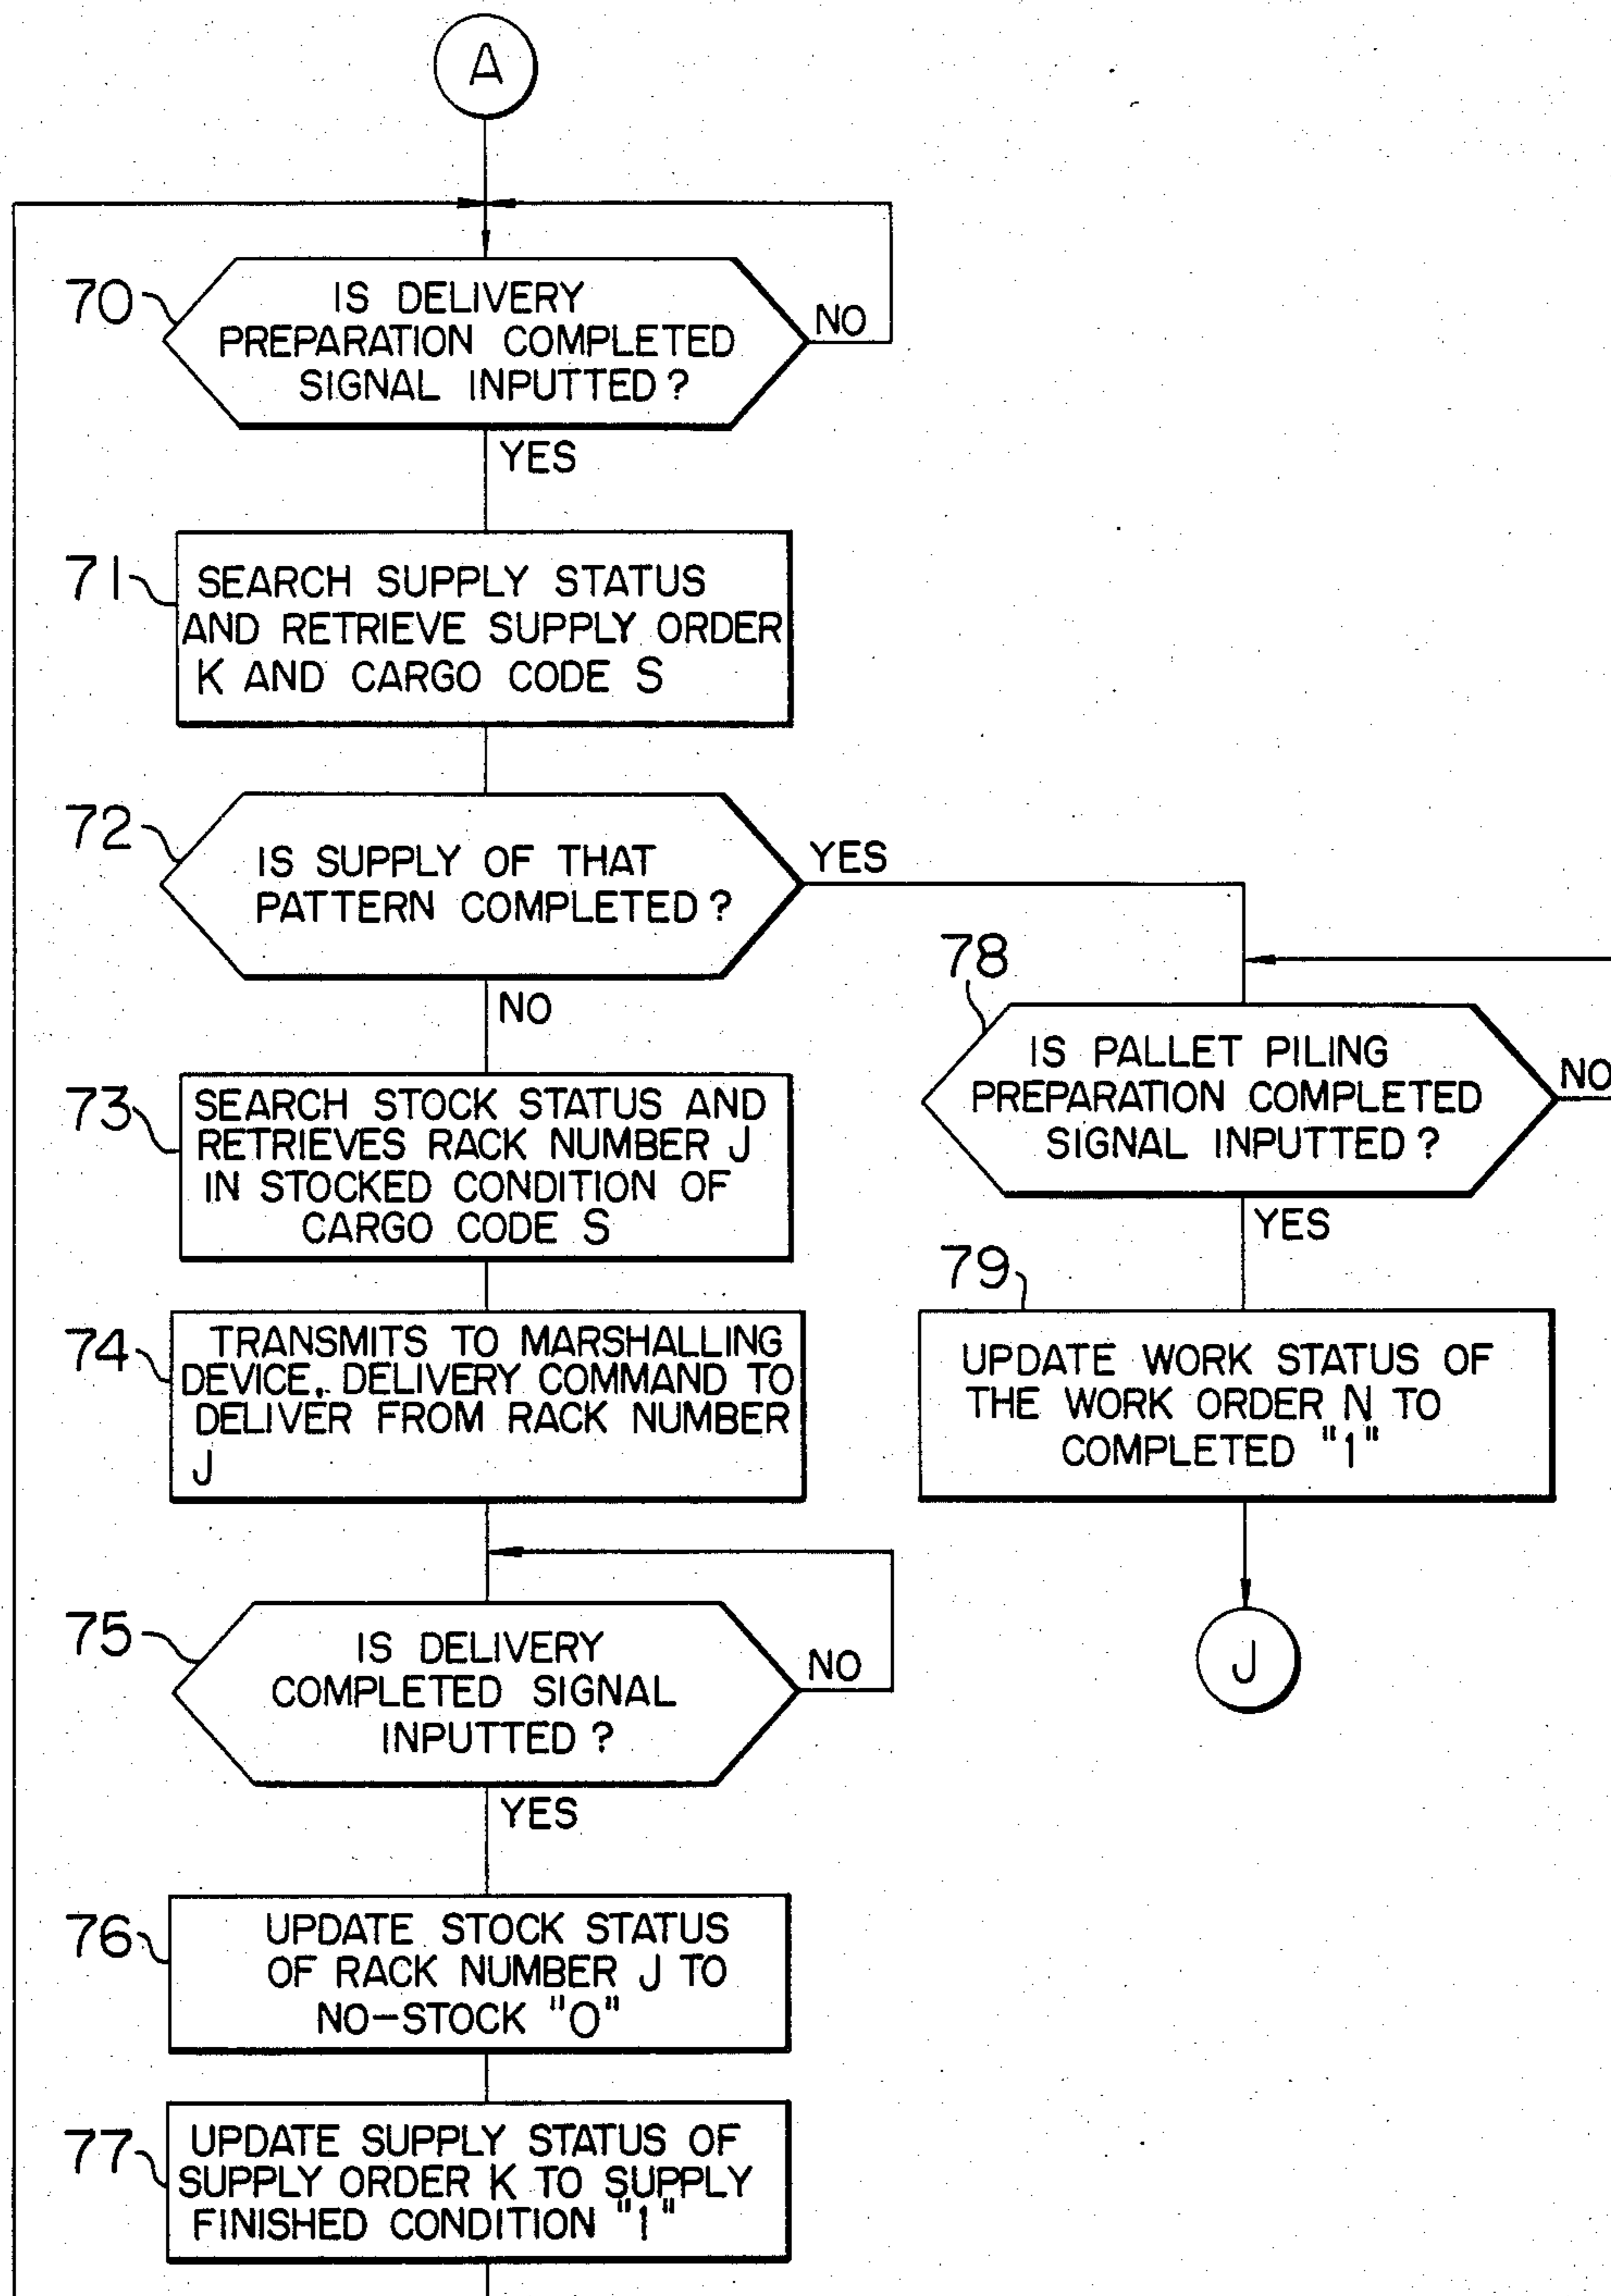 A
70
IS DELIVERY
PREPARATION COMPLETED
SIGNAL INPUTTED?
NO
YES
71
SEARCH SUPPLY STATUS
AND RETRIEVE SUPPLY ORDER
K AND CARGO CODE S
72
IS SUPPLY OF THAT
PATTERN COMPLETED?
YES
NO
73
SEARCH STOCK STATUS AND
RETRIEVES RACK NUMBER J
IN STOCKED CONDITION OF
CARGO CODE S
74
TRANSMITS TO MARSHALLING
DEVICE, DELIVERY COMMAND TO
DELIVER FROM RACK NUMBER
J
75
IS DELIVERY
COMPLETED SIGNAL
INPUTTED?
NO
YES
76
UPDATE STOCK STATUS
OF RACK NUMBER J TO
NO-STOCK "0"
77
UPDATE SUPPLY STATUS OF
SUPPLY ORDER K TO SUPPLY
FINISHED CONDITION "1"
78
IS PALLET PILING
PREPARATION COMPLETED
SIGNAL INPUTTED?
NO
YES
79
UPDATE WORK STATUS OF
THE WORK ORDER N TO
COMPLETED "1"
J